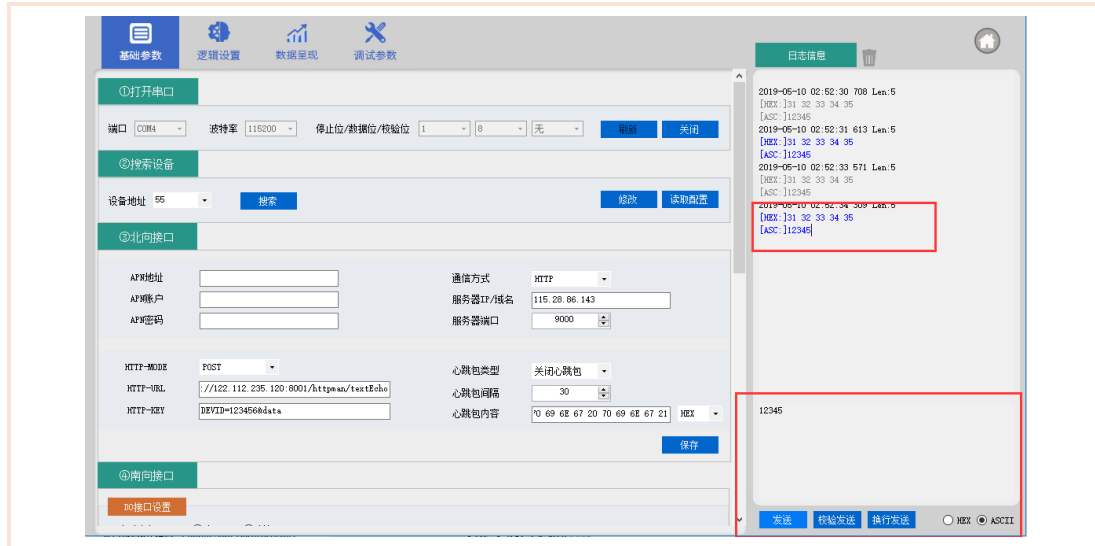 基础参数 逻辑设置 数据呈现 调试参数
日志信息
①打开串口
端口 COM4 波特率 115200 停止位/数据位/校验位 1 8 无 刷新 关闭
②搜索设备
设备地址 55 搜索 修改 读取配置
③北向接口
APN地址 通信方式 HTTP
APN账户 服务器IP/域名 115.28.86.143
APN密码 服务器端口 9000
HTTP-MODE POST 心跳包类型 关闭心跳包
HTTP-URL ://122.112.235.120:8001/httpman/textEcho 心跳包间隔 30
HTTP-KEY DEVID=123456&data 心跳包内容 70 69 6E 67 20 70 69 6E 67 21 HEX
保存
④南向接口
DO接口设置
2019-05-10 02:52:30 708 Len:5
[HEX:]31 32 33 34 35
[ASC:]12345
2019-05-10 02:52:31 613 Len:5
[HEX:]31 32 33 34 35
[ASC:]12345
2019-05-10 02:52:33 571 Len:5
[HEX:]31 32 33 34 35
[ASC:]12345
2019-05-10 02:52:34 309 Len:5
[HEX:]31 32 33 34 35
[ASC:]12345
12345
发送 校验发送 换行发送 HEX ASCII